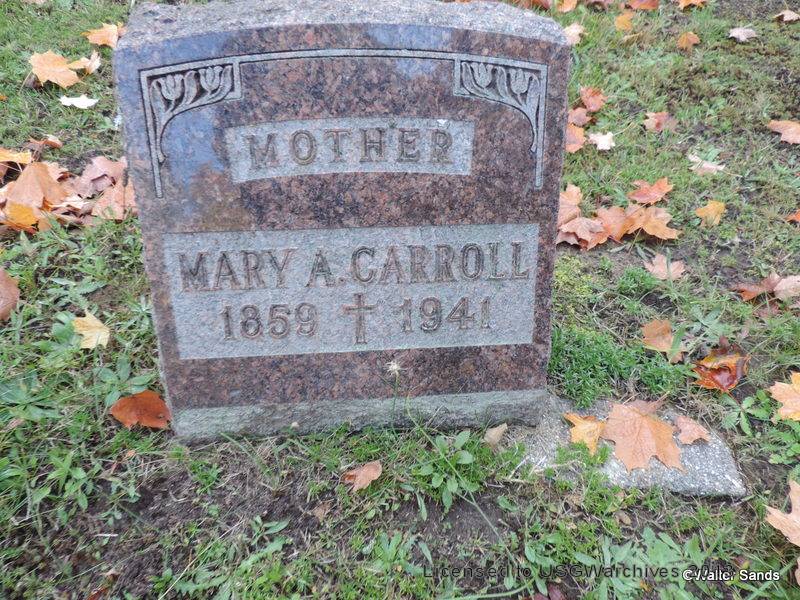 MOTHER
MARY A. CARROLL
1859 † 1941
Licensed to USGWarchives
©Walter Sands